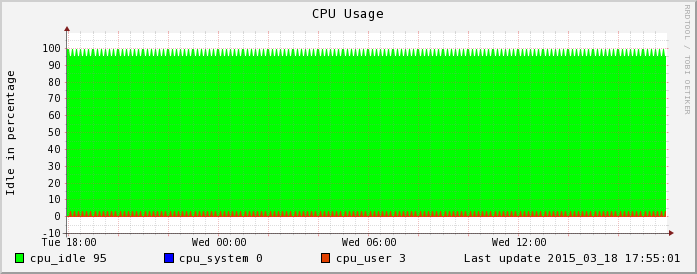 CPU Usage
RRDTOOL / TOBI OETIKER
Idle in percentage
100
90
80
70
60
50
40
30
20
10
0
-10
Tue 18:00 Wed 00:00 Wed 06:00 Wed 12:00
cpu_idle 95 cpu_system 0 cpu_user 3 Last update 2015_03_18 17:55:01